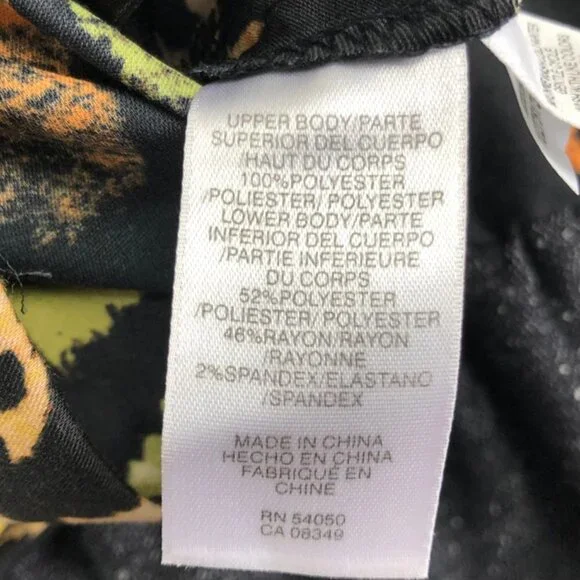 UPPER BODY/PARTE
SUPERIOR DEL CUERPO
/HAUT DU CORPS
100%POLYESTER
/POLIESTER/ POLYESTER
LOWER BODY/PARTE
INFERIOR DEL CUERPO
/PARTIE INFERIEURE
DU CORPS
52%POLYESTER
/POLIESTER/ POLYESTER
46%RAYON/RAYON
/RAYONNE
2%SPANDEX/ELASTANO
/SPANDEX
MADE IN CHINA
HECHO EN CHINA
FABRIQUÉ EN
CHINE
RN 54050
CA 08349